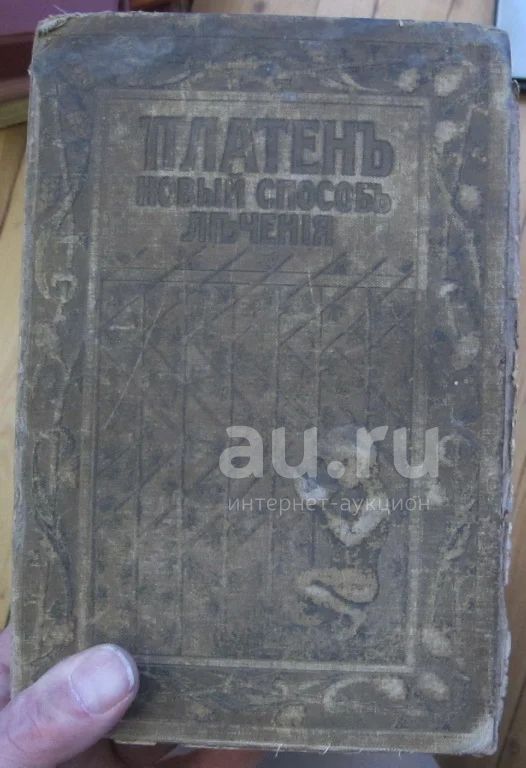 ПЛАТЕНЪ
НОВЫЙ СПОСОБЪ
ЛѢЧЕНІЯ
au.ru
интернет-аукцион